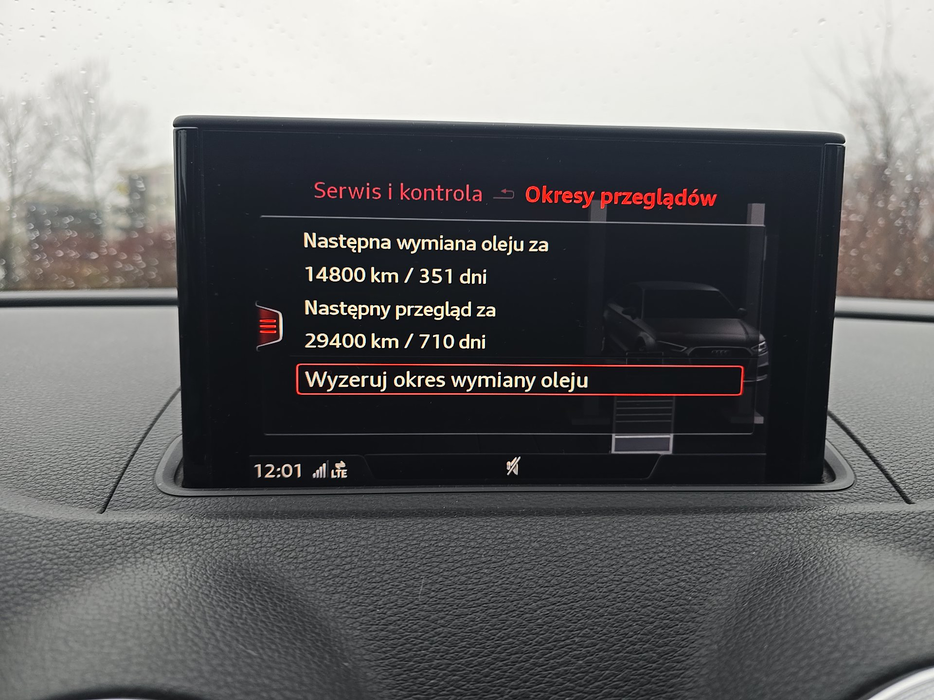 Serwis i kontrola Okresy przeglądów
Następna wymiana oleju za
14800 km / 351 dni
Następny przegląd za
29400 km / 710 dni
Wyzeruj okres wymiany oleju
12:01 LTE